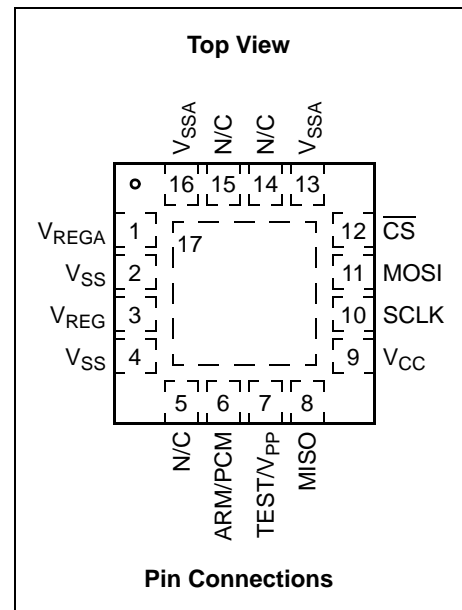 Top View
VSSA
N/C
N/C
VSSA
16 15 14 13
VREGA 1 17 12 CS
VSS 2 11 MOSI
VREG 3 10 SCLK
VSS 4 9 VCC
5 6 7 8
N/C
ARM/PCM
TEST/VPP
MISO
Pin Connections